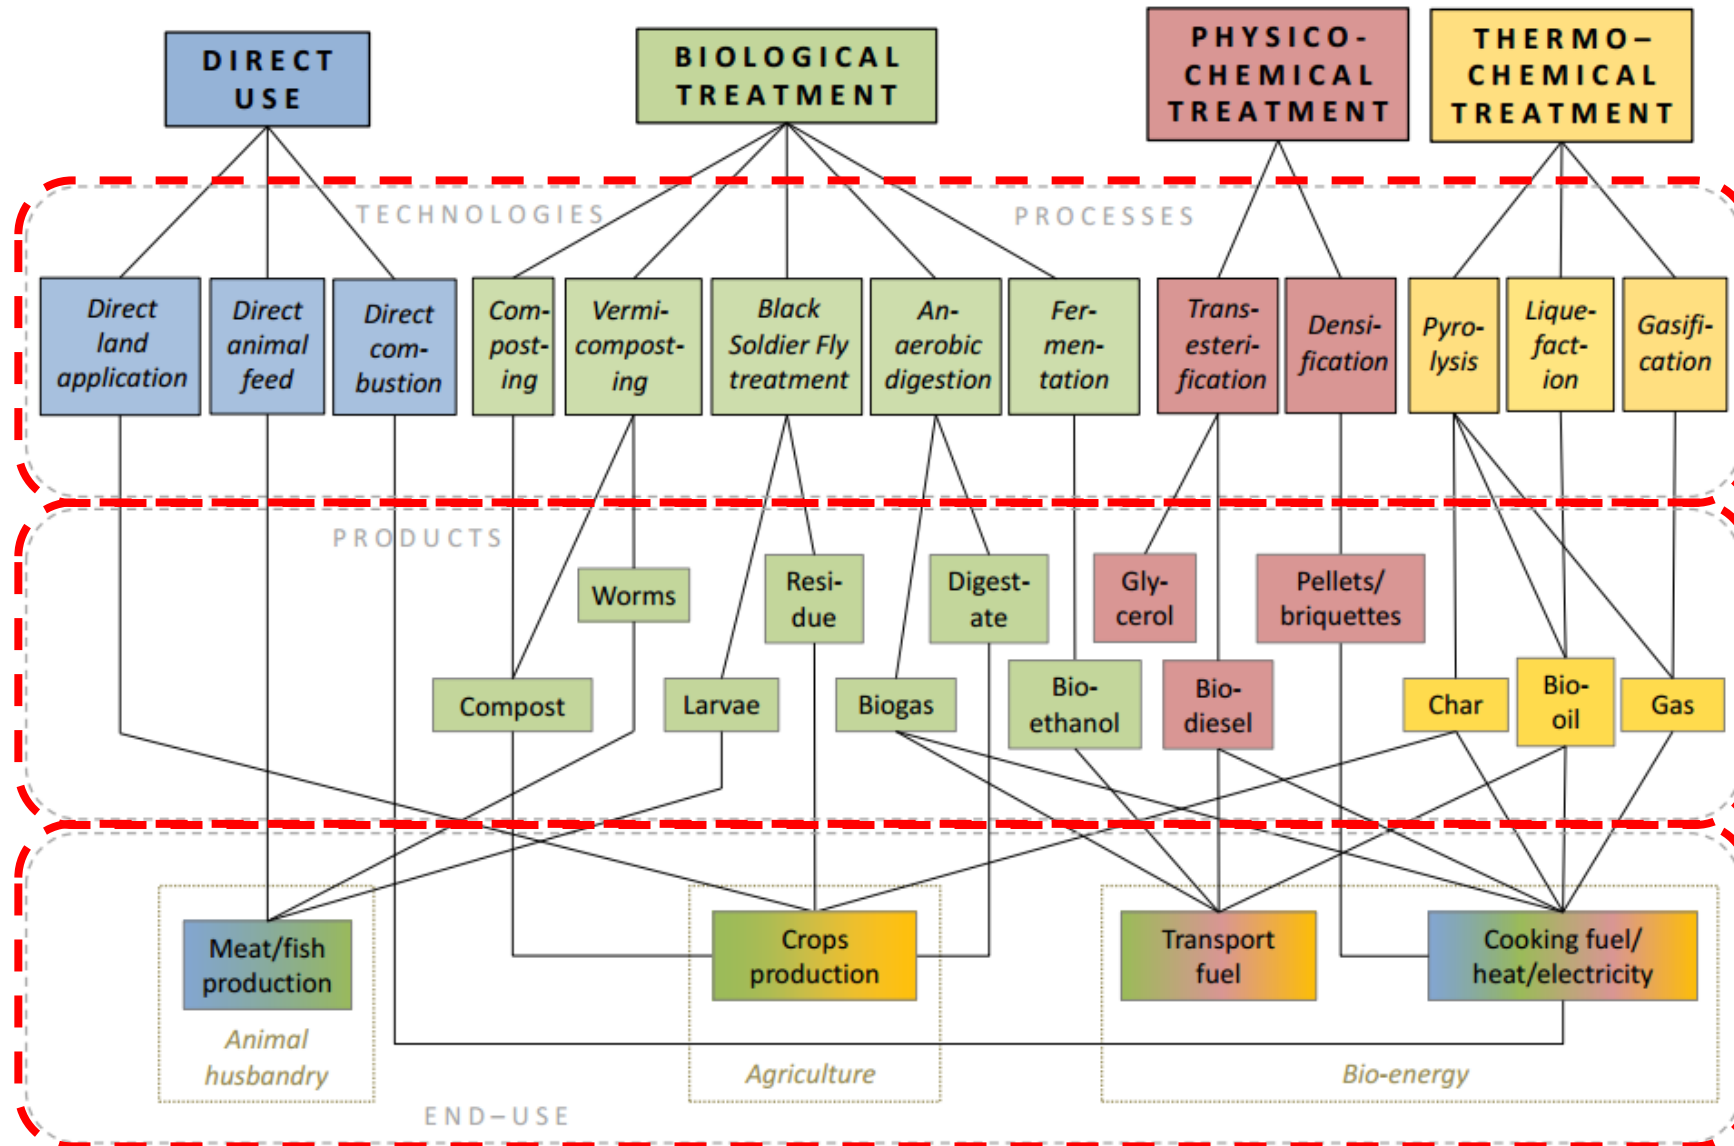 DIRECT
USE
BIOLOGICAL
TREATMENT
PHYSICO-
CHEMICAL
TREATMENT
THERMO–
CHEMICAL
TREATMENT
TECHNOLOGIES
PROCESSES
Direct
land
application
Direct
animal
feed
Direct
com-
bustion
Com-
post-
ing
Vermi-
compost-
ing
Black
Soldier Fly
treatment
An-
aerobic
digestion
Fer-
men-
tation
Trans-
esteri-
fication
Densi-
fication
Pyro-
lysis
Lique-
fact-
ion
Gasifi-
cation
PRODUCTS
Worms
Resi-
due
Digest-
ate
Gly-
cerol
Pellets/
briquettes
Compost
Larvae
Biogas
Bio-
ethanol
Bio-
diesel
Char
Bio-
oil
Gas
Meat/fish
production
Crops
production
Transport
fuel
Cooking fuel/
heat/electricity
Animal
husbandry
Agriculture
Bio-energy
END–USE